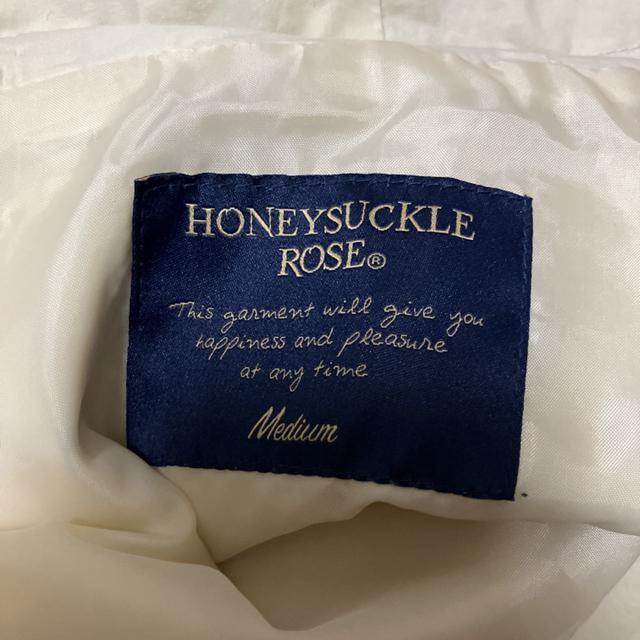 HONEYSUCKLE
ROSE®
This garment will give you
happiness and pleasure
at any time
Medium